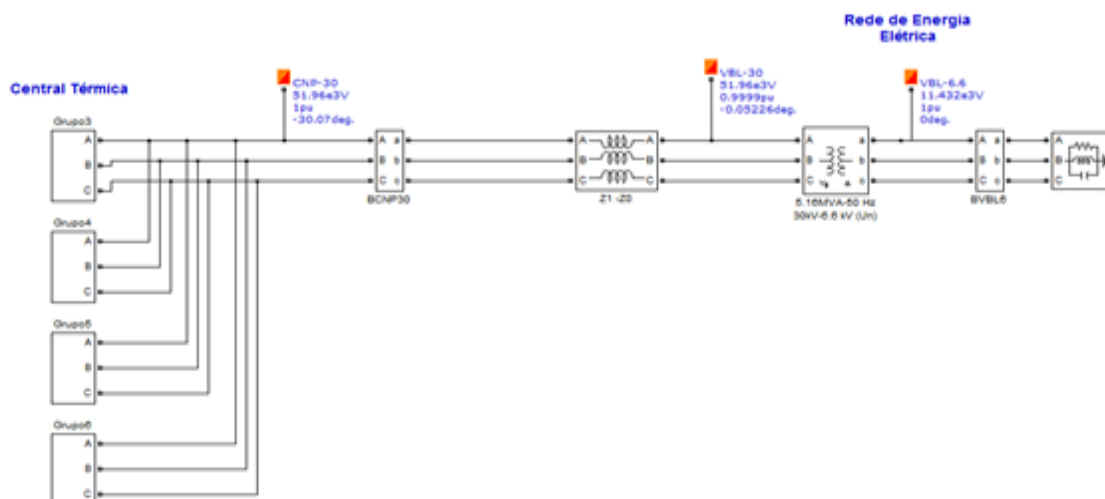 Rede de Energia
Elétrica
Central Térmica
CNP-30
51.96e3V
1pu
-30.07deg.
VBL-30
51.96e3V
0.9999pu
-0.05226deg.
VBL-6.6
11.432e3V
1pu
0deg.
Grupo3
A
B
C
A a
B b
C c
BCNP30
A A
B B
C C
Z1 -Z0
A a
B b
C c
5.16MVA-50 Hz
30kV-6.6 kV (Un)
A a
B b
C c
BVBL6
A
B
C
Grupo4
A
B
C
Grupo5
A
B
C
Grupo6
A
B
C